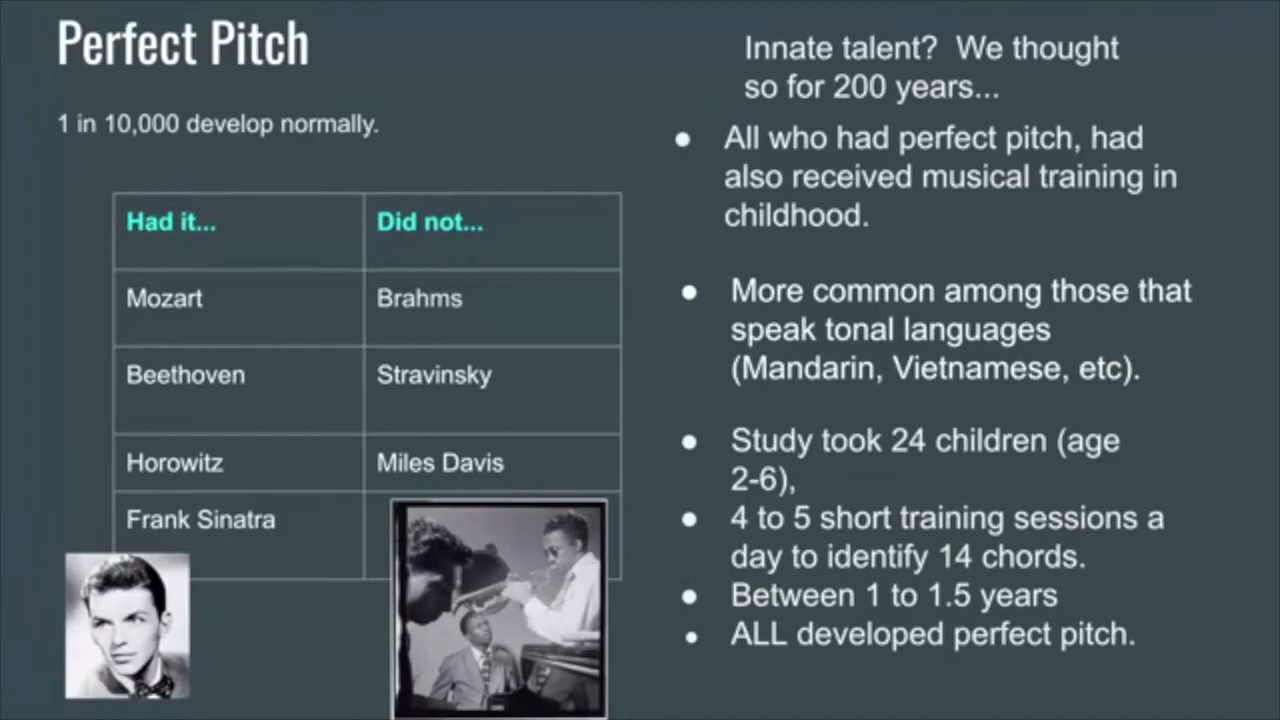 Perfect Pitch
1 in 10,000 develop normally.
Had it...
Did not...
Mozart
Brahms
Beethoven
Stravinsky
Horowitz
Miles Davis
Frank Sinatra
Innate talent?  We thought
so for 200 years...
● All who had perfect pitch, had
also received musical training in
childhood.
● More common among those that
speak tonal languages
(Mandarin, Vietnamese, etc).
● Study took 24 children (age
2-6),
● 4 to 5 short training sessions a
day to identify 14 chords.
● Between 1 to 1.5 years
● ALL developed perfect pitch.